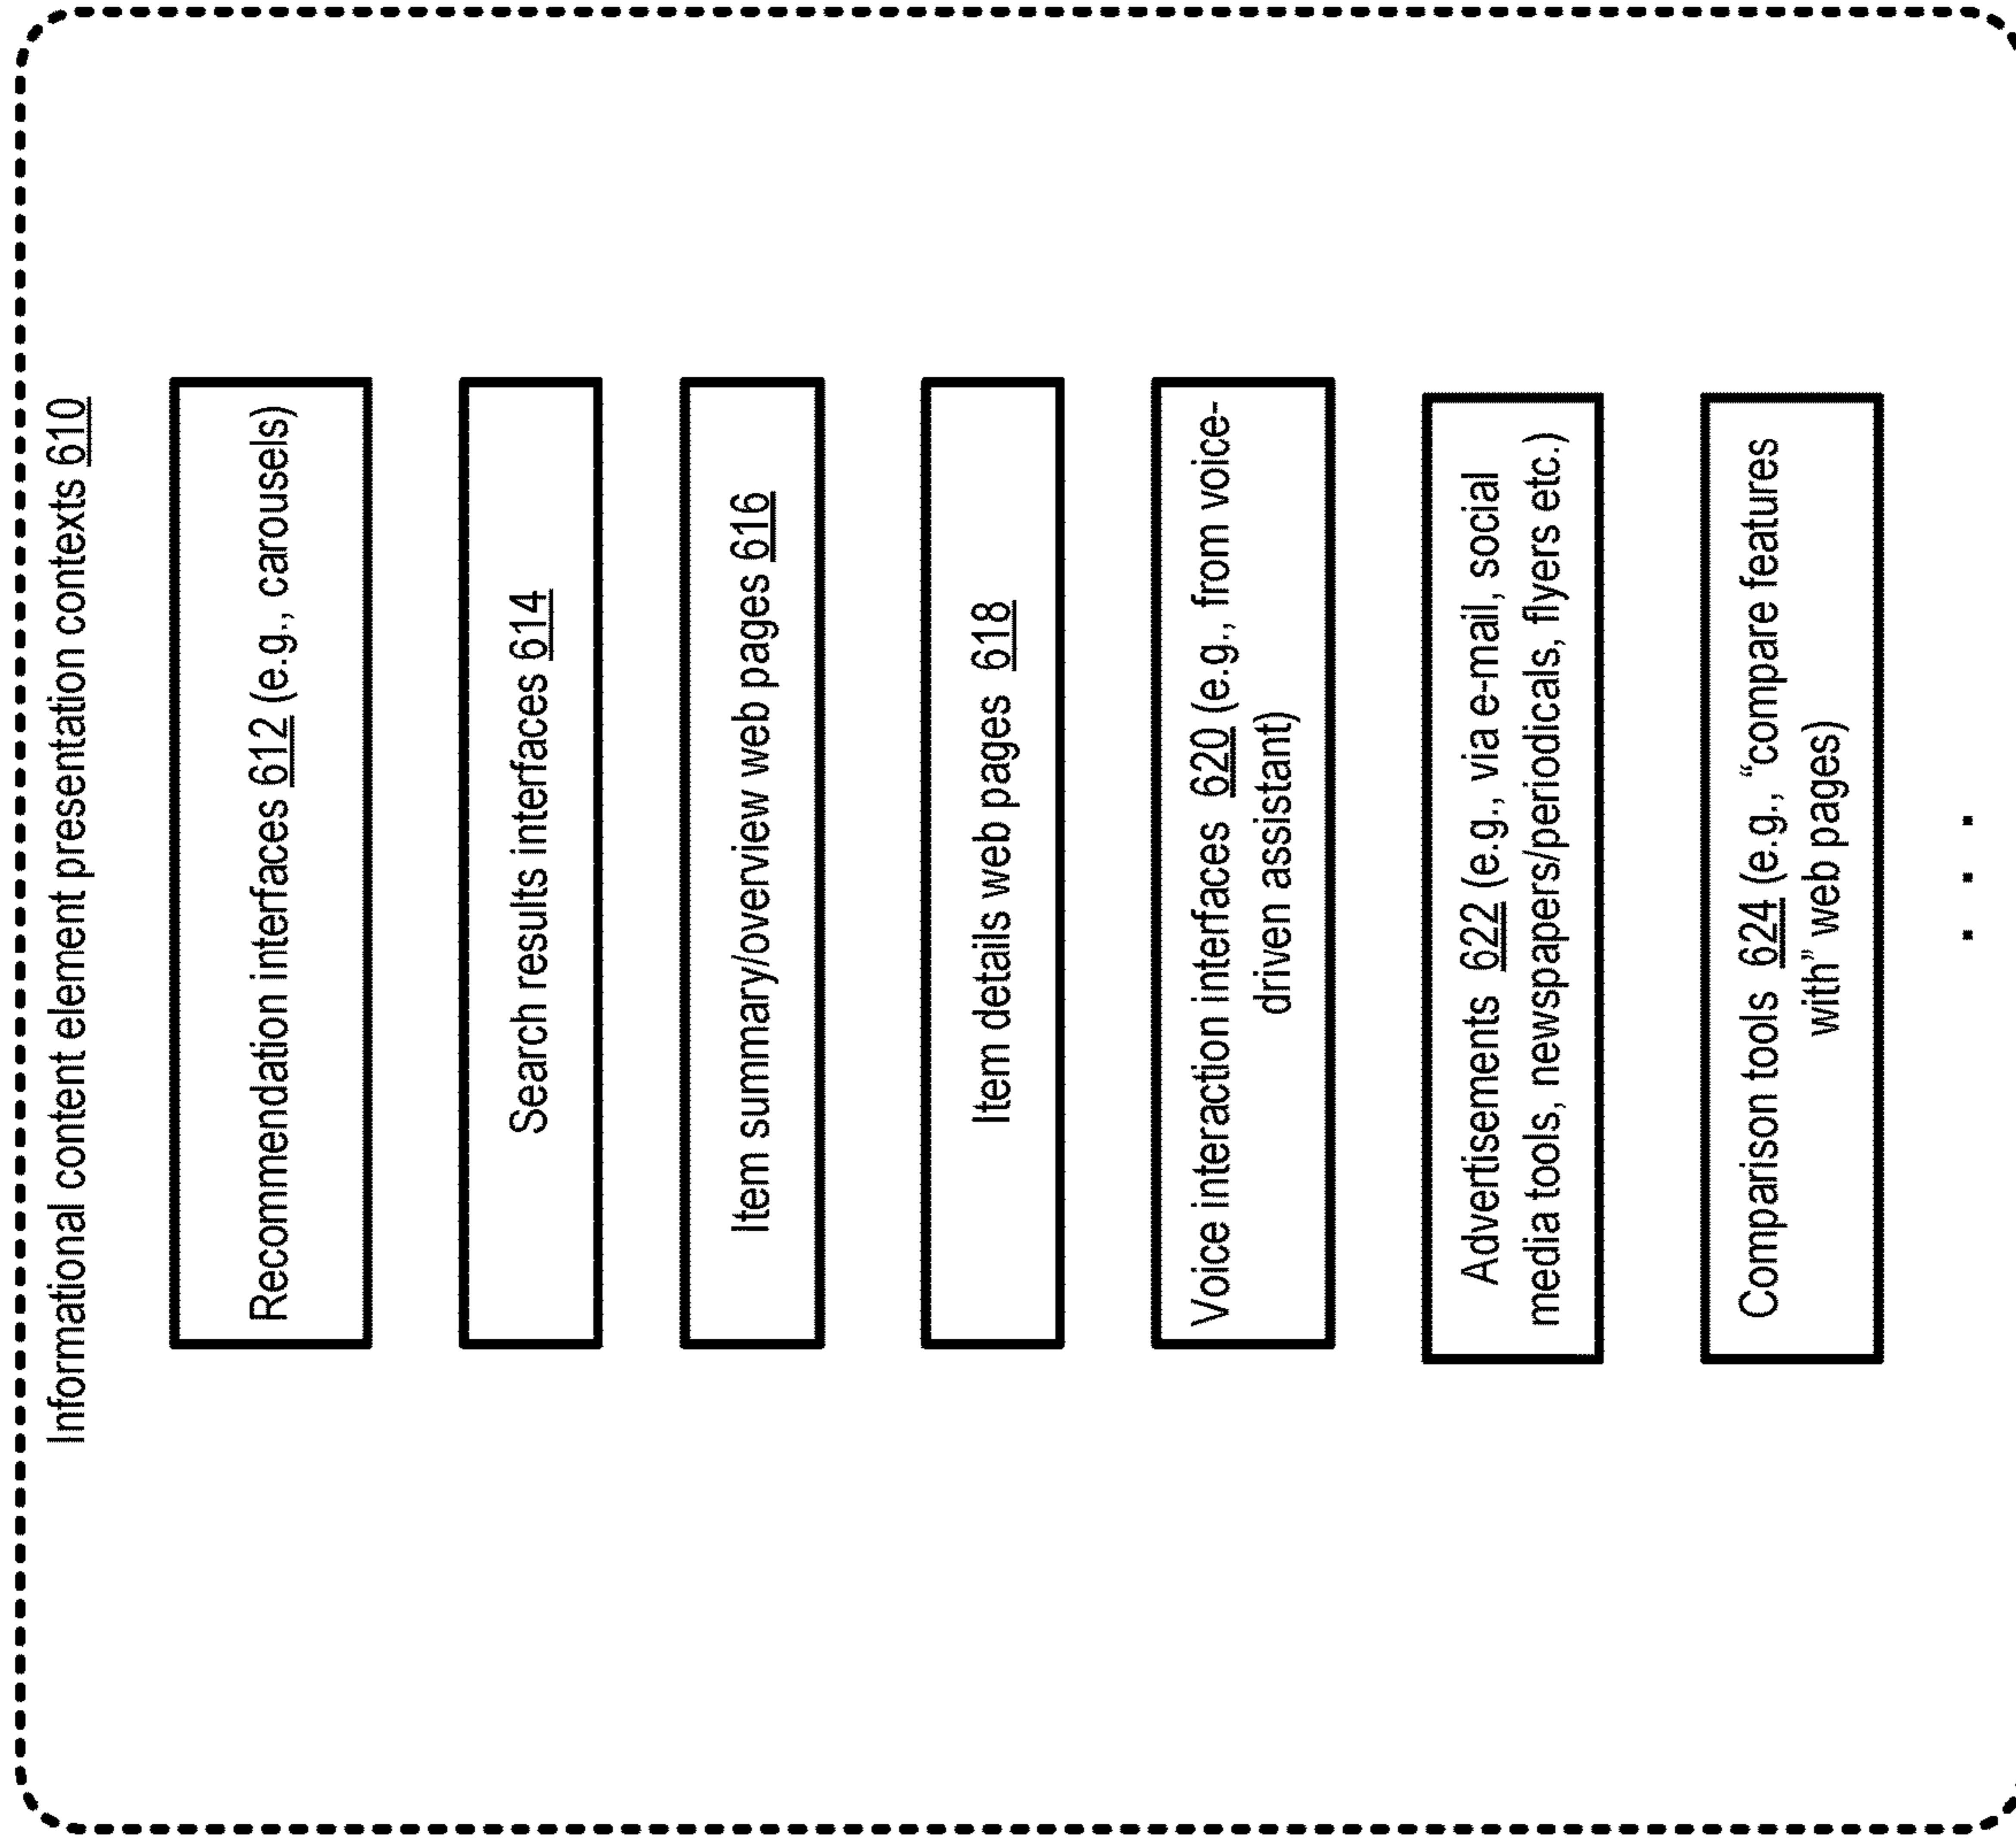 Informational content element presentation contexts 610
Recommendation interfaces 612 (e.g., carousels)
Search results interfaces 614
Item summary/overview web pages 616
Item details web pages 618
Voice interaction interfaces 620 (e.g., from voice-
driven assistant)
Advertisements 622 (e.g., via e-mail, social
media tools, newspapers/periodicals, flyers etc.)
Comparison tools 624 (e.g., “compare features
with” web pages)
. . .